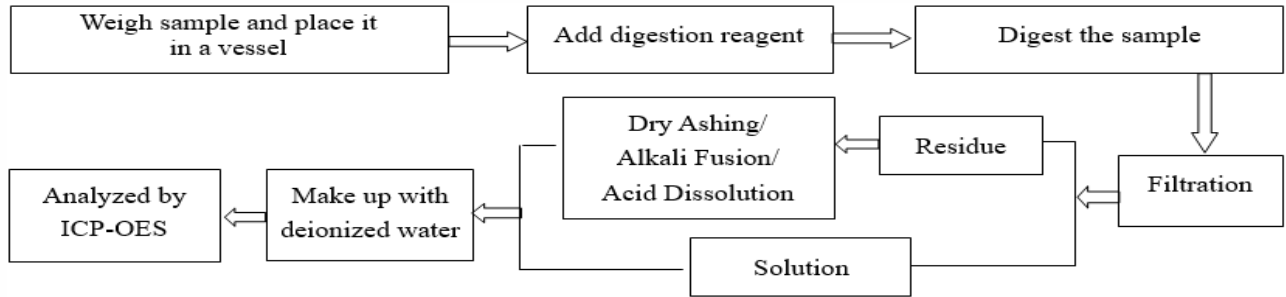 Weigh sample and place it
in a vessel
Add digestion reagent
Digest the sample
Filtration
Residue
Dry Ashing/
Alkali Fusion/
Acid Dissolution
Solution
Make up with
deionized water
Analyzed by
ICP-OES